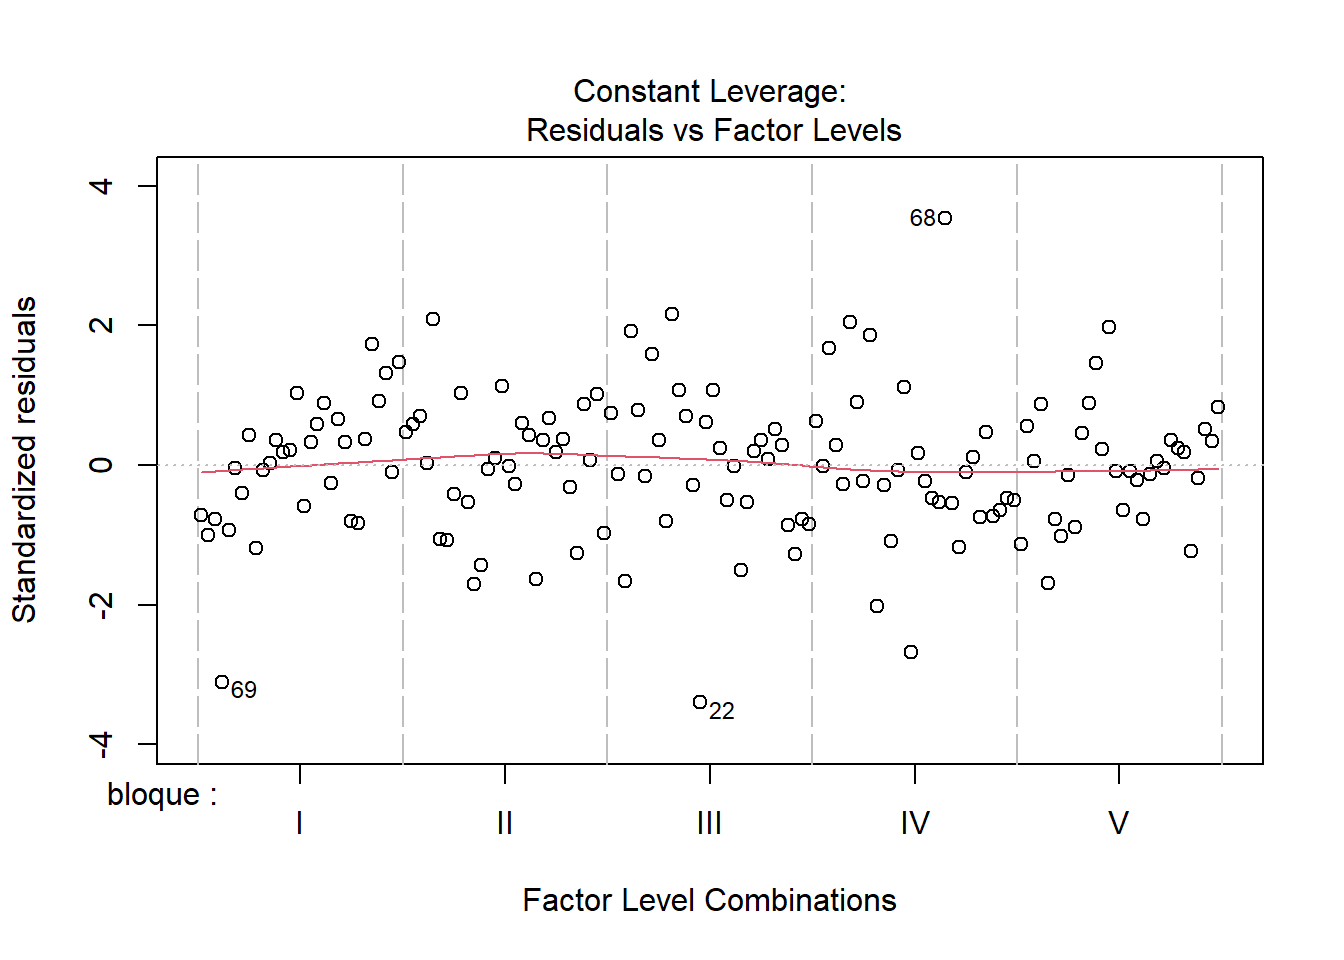 Constant Leverage:
Residuals vs Factor Levels
Standardized residuals
4
2
0
-2
-4
68
69
22
bloque :
I II III IV V
Factor Level Combinations